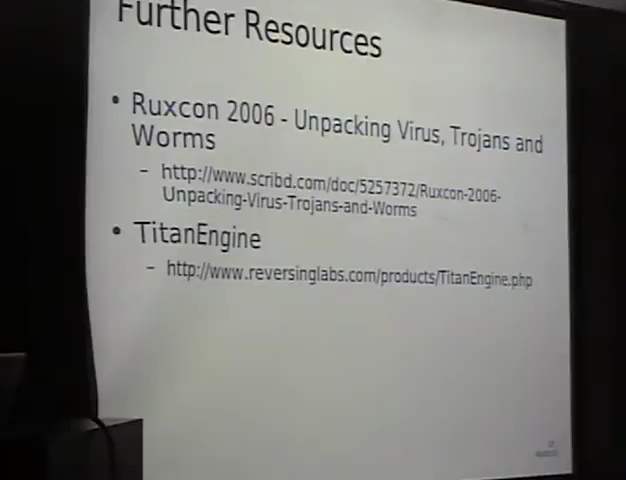 Further Resources
• Ruxcon 2006 - Unpacking Virus, Trojans and
Worms
– http://www.scribd.com/doc/5257372/Ruxcon-2006-
Unpacking-Virus-Trojans-and-Worms
• TitanEngine
– http://www.reversinglabs.com/products/TitanEngine.php